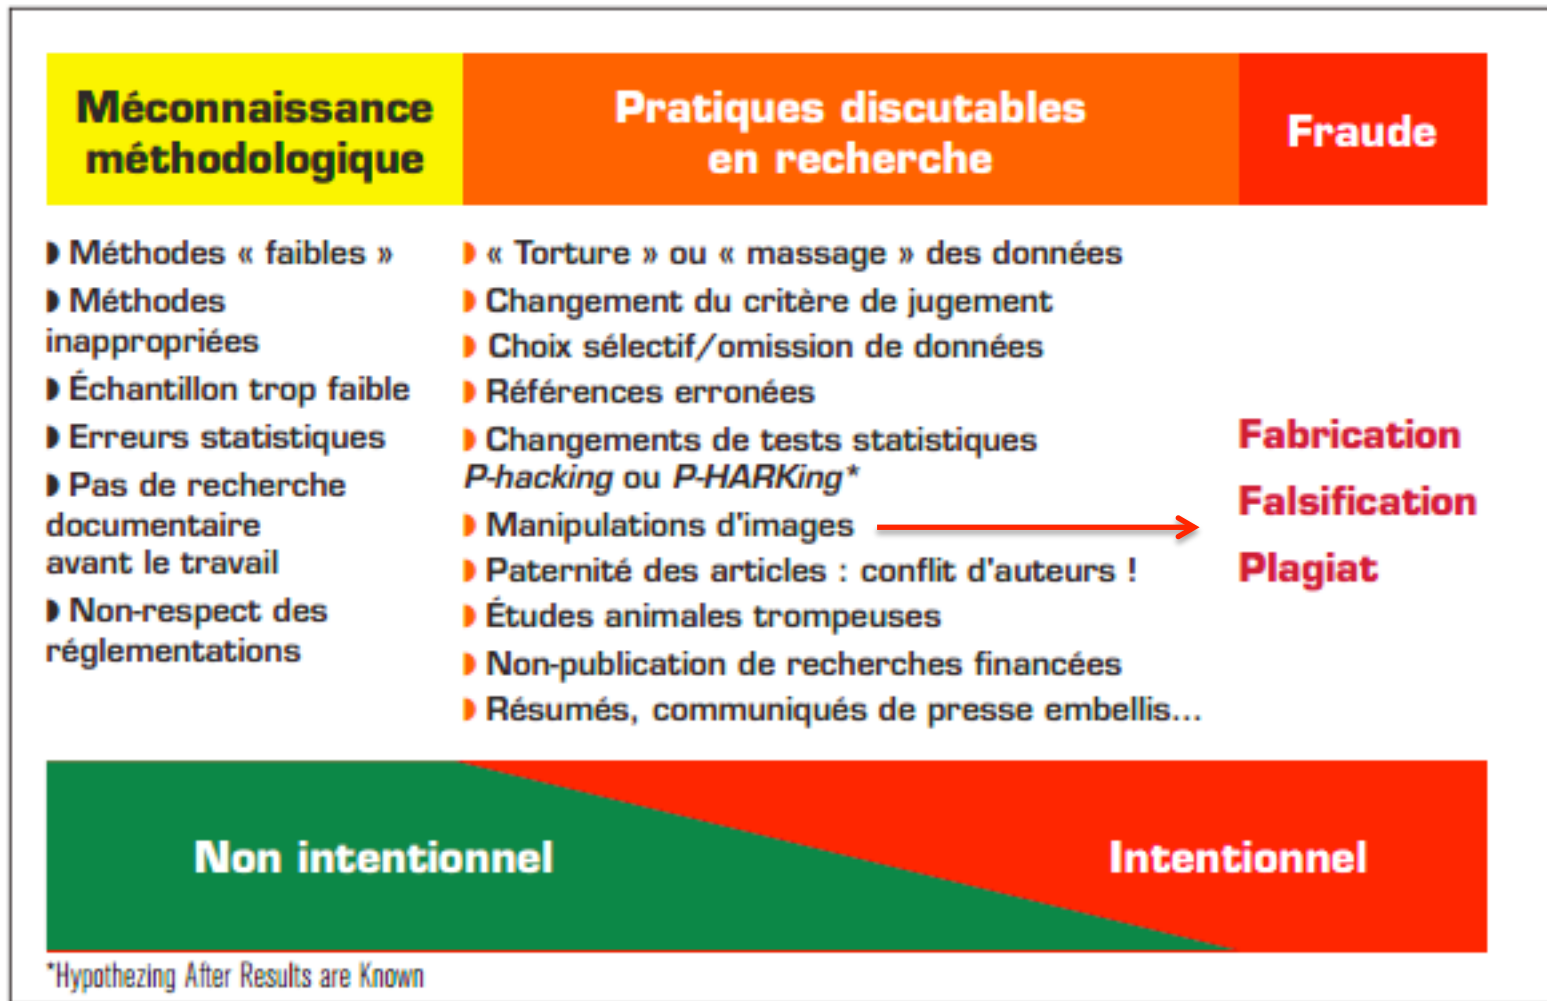 Méconnaissance
méthodologique
Pratiques discutables
en recherche
Fraude
Méthodes « faibles »
Méthodes
inappropriées
Échantillon trop faible
Erreurs statistiques
Pas de recherche
documentaire
avant le travail
Non-respect des
réglementations
« Torture » ou « massage » des données
Changement du critère de jugement
Choix sélectif/omission de données
Références erronées
Changements de tests statistiques
P-hacking ou P-HARKing*
Manipulations d'images
Paternité des articles : conflit d'auteurs !
Études animales trompeuses
Non-publication de recherches financées
Résumés, communiqués de presse embellis...
Fabrication
Falsification
Plagiat
Non intentionnel
Intentionnel
*Hypothezing After Results are Known